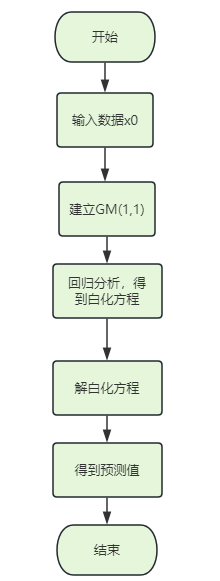 开始
输入数据x0
建立GM(1,1)
回归分析，得
到白化方程
解白化方程
得到预测值
结束